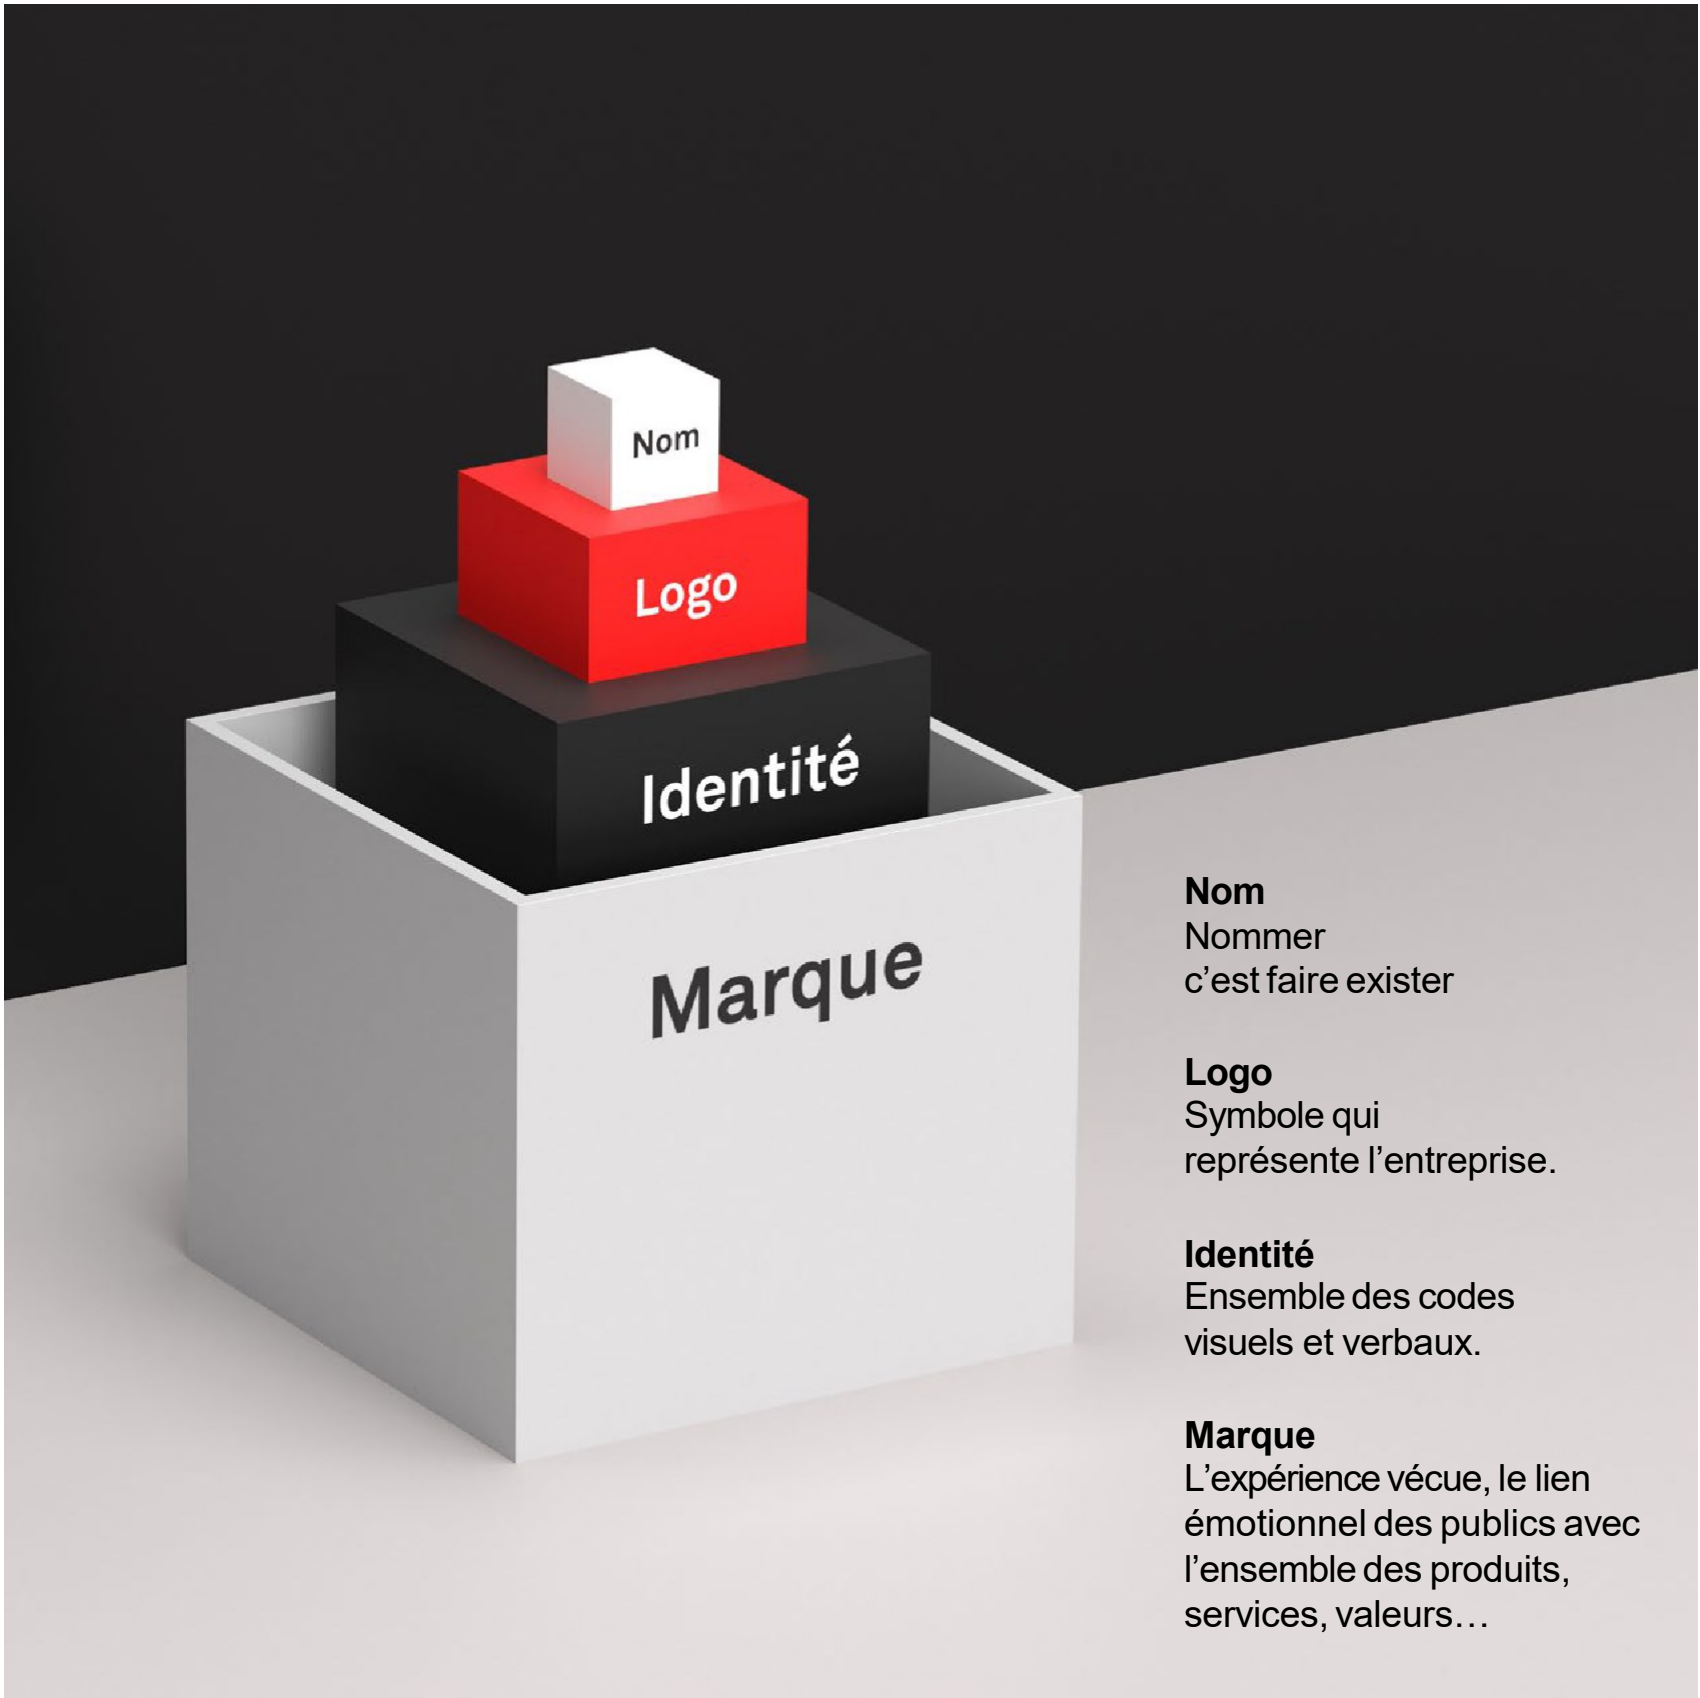 Nom
Logo
Identité
Marque
Nom
Nommer
c’est faire exister
Logo
Symbole qui
représente l’entreprise.
Identité
Ensemble des codes
visuels et verbaux.
Marque
L’expérience vécue, le lien
émotionnel des publics avec
l’ensemble des produits,
services, valeurs…